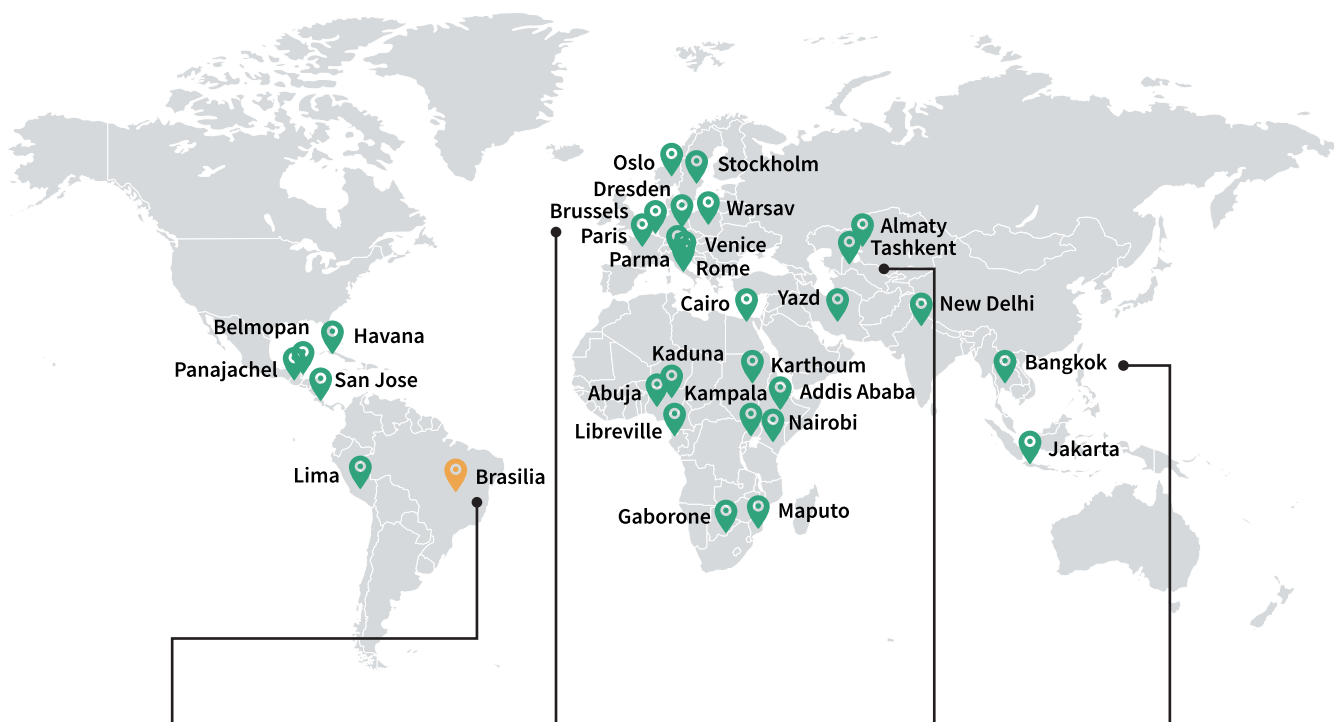 Oslo
Stockholm
Dresden
Brussels
Warsav
Paris
Almaty
Venice
Tashkent
Parma
Rome
Cairo
Yazd
New Delhi
Belmopan
Havana
Kaduna
Karthoum
Bangkok
Panajachel
San Jose
Abuja
Kampala
Addis Ababa
Libreville
Nairobi
Jakarta
Lima
Brasilia
Gaborone
Maputo